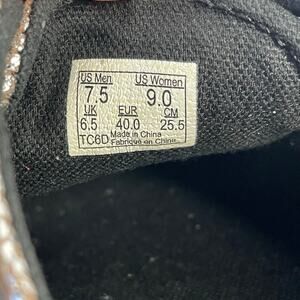 US Men US Women
7.5 9.0
UK EUR CM
6.5 40.0 25.5
TC6D Made in China
Fabriqué en Chine